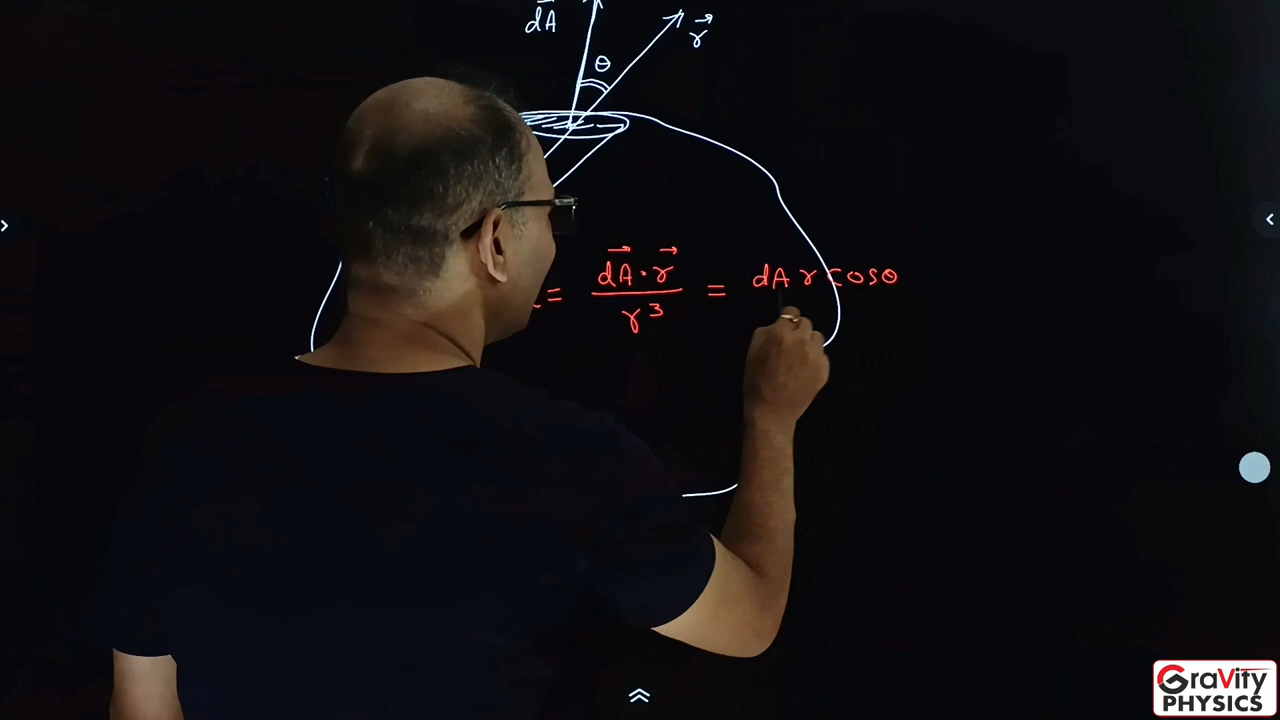 dA⃗
θ
r⃗
= dA⃗·r⃗ / r³ = dA r cosθ
GraVity
PHYSICS